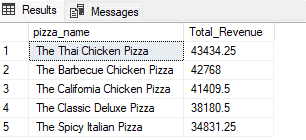 Results Messages
pizza_name Total_Revenue
1 The Thai Chicken Pizza 43434.25
2 The Barbecue Chicken Pizza 42768
3 The California Chicken Pizza 41409.5
4 The Classic Deluxe Pizza 38180.5
5 The Spicy Italian Pizza 34831.25